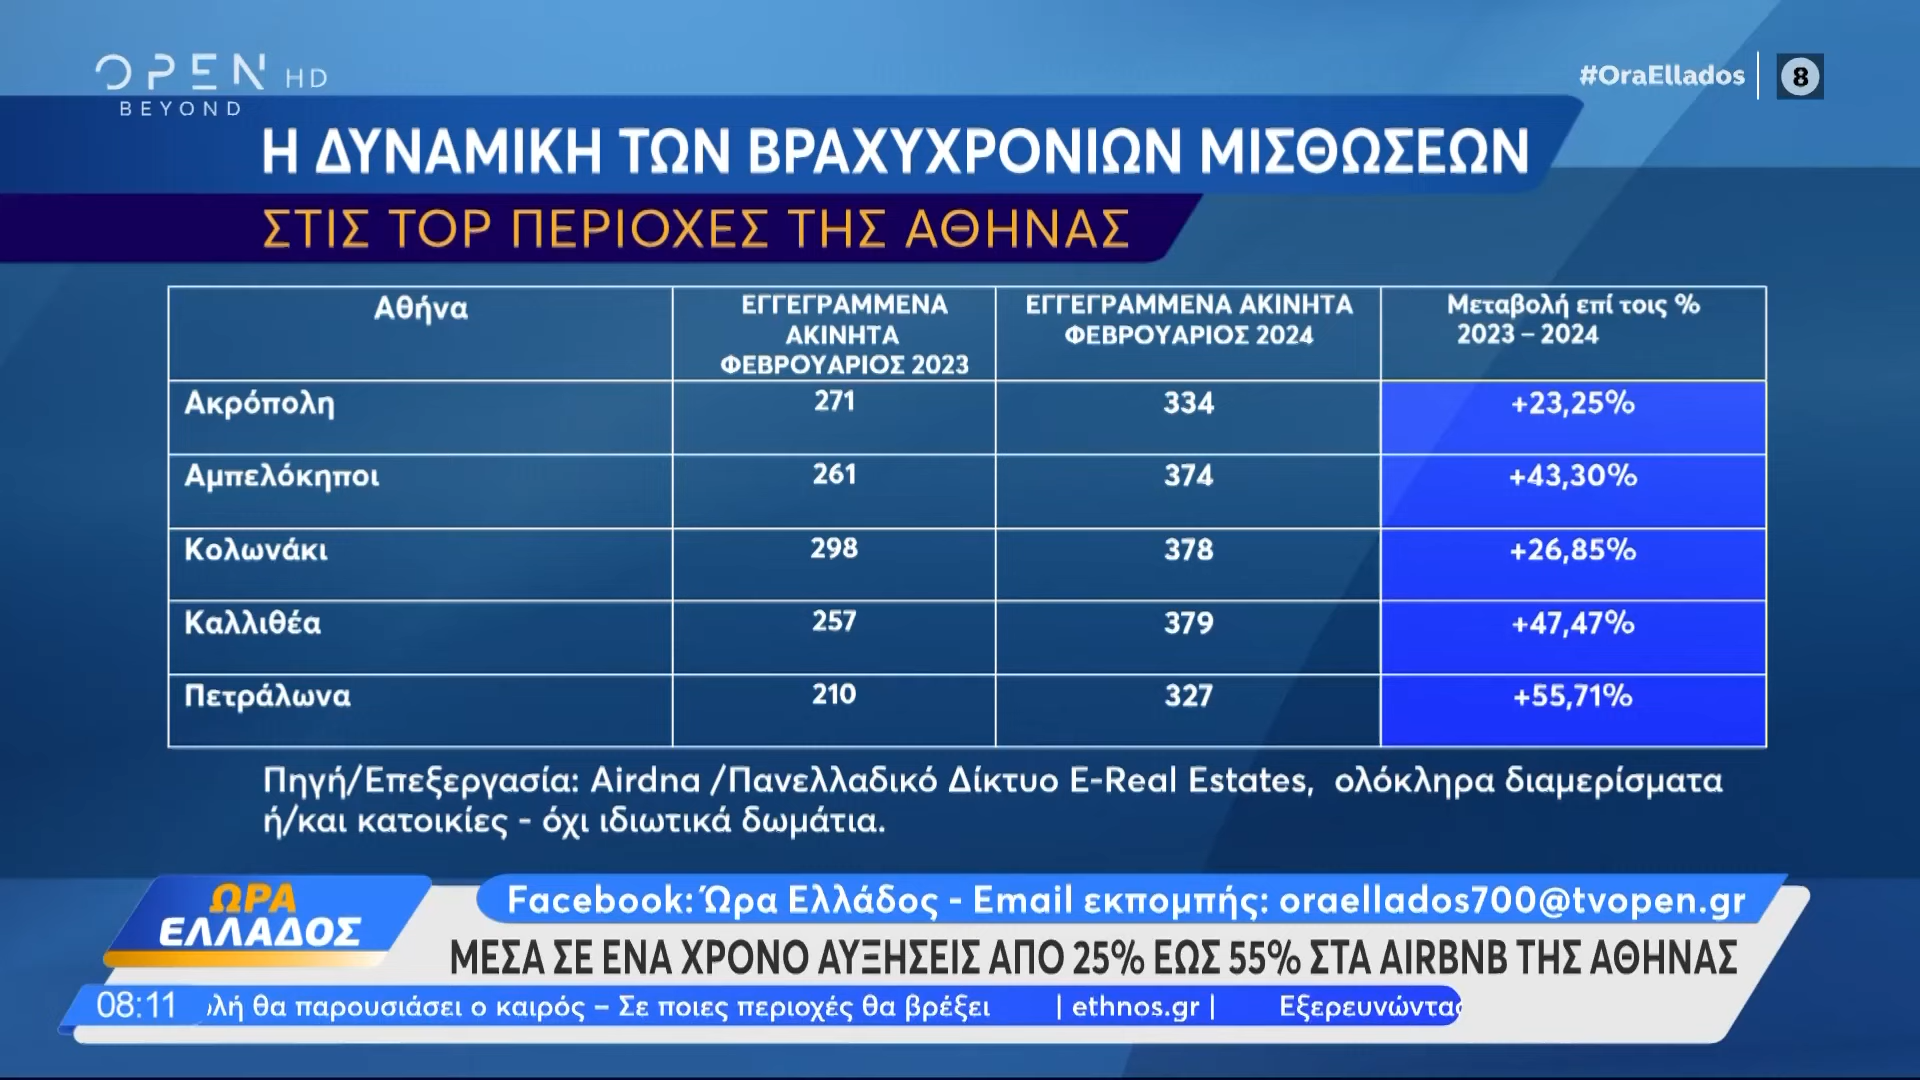 OPEN HD
BEYOND
#OraEllados
8
Η ΔΥΝΑΜΙΚΗ ΤΩΝ ΒΡΑΧΥΧΡΟΝΙΩΝ ΜΙΣΘΩΣΕΩΝ
ΣΤΙΣ TOP ΠΕΡΙΟΧΕΣ ΤΗΣ ΑΘΗΝΑΣ
Αθήνα
ΕΓΓΕΓΡΑΜΜΕΝΑ
ΑΚΙΝΗΤΑ
ΦΕΒΡΟΥΑΡΙΟΣ 2023
ΕΓΓΕΓΡΑΜΜΕΝΑ ΑΚΙΝΗΤΑ
ΦΕΒΡΟΥΑΡΙΟΣ 2024
Μεταβολή επί τοις %
2023 – 2024
Ακρόπολη 271 334 +23,25%
Αμπελόκηποι 261 374 +43,30%
Κολωνάκι 298 378 +26,85%
Καλλιθέα 257 379 +47,47%
Πετράλωνα 210 327 +55,71%
Πηγή/Επεξεργασία: Airdna /Πανελλαδικό Δίκτυο E-Real Estates, ολόκληρα διαμερίσματα
ή/και κατοικίες - όχι ιδιωτικά δωμάτια.
ΩΡΑ
ΕΛΛΑΔΟΣ
Facebook: Ώρα Ελλάδος - Email εκπομπής: oraellados700@tvopen.gr
ΜΕΣΑ ΣΕ ΕΝΑ ΧΡΟΝΟ ΑΥΞΗΣΕΙΣ ΑΠΟ 25% ΕΩΣ 55% ΣΤΑ AIRBNB ΤΗΣ ΑΘΗΝΑΣ
08:11 λή θα παρουσιάσει ο καιρός – Σε ποιες περιοχές θα βρέξει | ethnos.gr | Εξερευνώντας